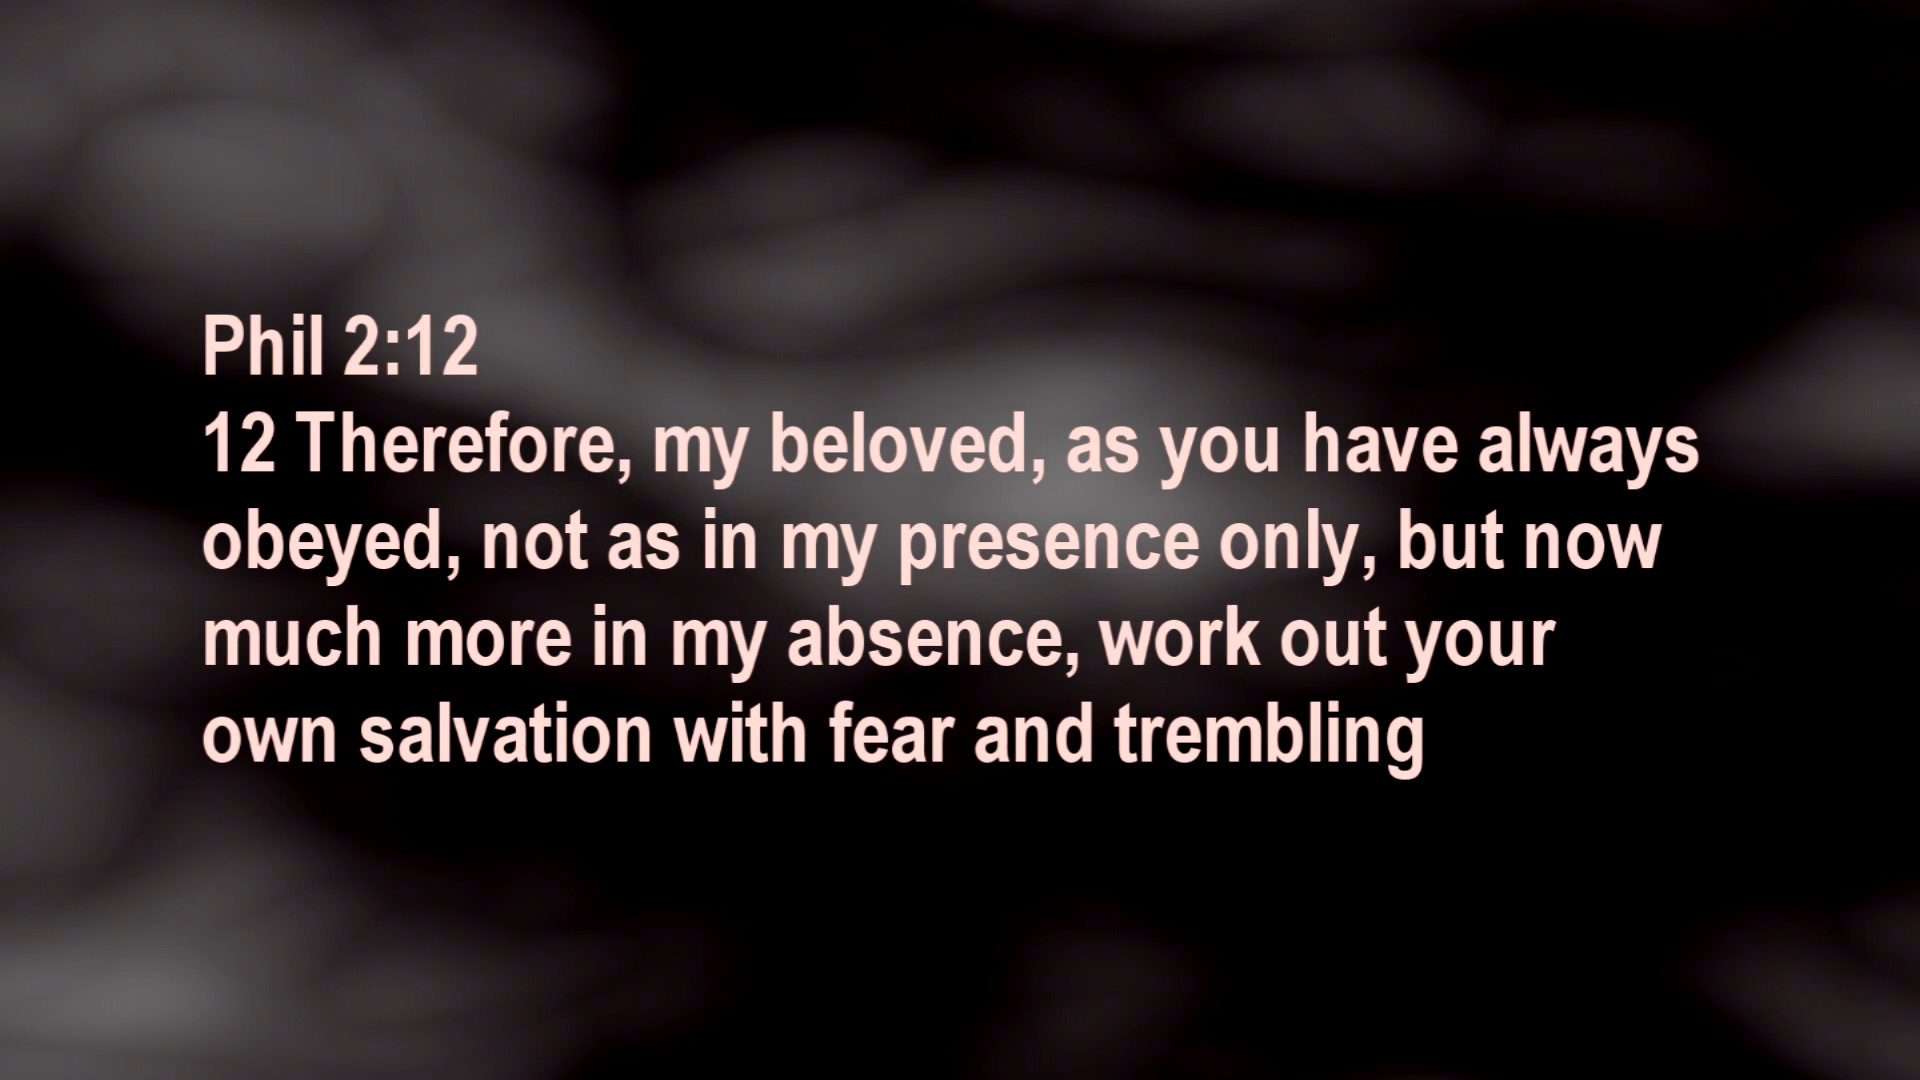 Phil 2:12
12 Therefore, my beloved, as you have always
obeyed, not as in my presence only, but now
much more in my absence, work out your
own salvation with fear and trembling